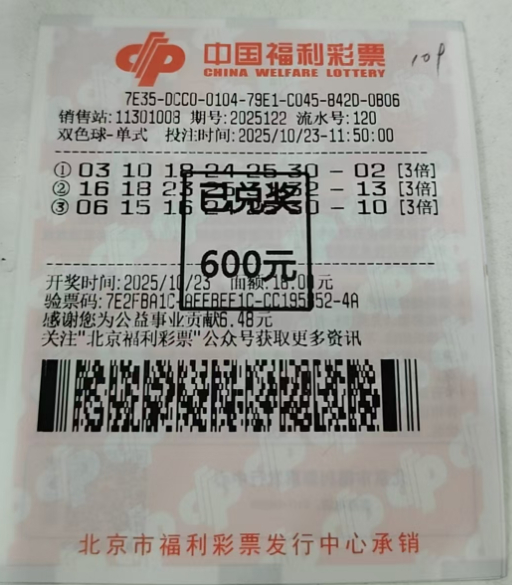 中国福利彩票
CHINA WELFARE LOTTERY
7E35-DCC0-0104-79E1-C045-842D-0B06
销售站:11301008 期号:2025122 流水号:120
双色球-单式 投注时间:2025/10/23-11:50:00
① 03 10 18 24 25 30 - 02 [3倍]
② 16 18 23 32 - 13 [3倍]
③ 06 15 16 30 - 10 [3倍]
已兑奖
600元
开奖时间:2025/10/23 面额:18.00元
验票码:7E2FBA1C-52-4A
感谢您为公益事业贡献6.48元
关注"北京福利彩票"公众号获取更多资讯
北京市福利彩票发行中心承销